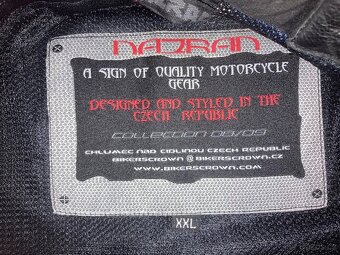 NAZRAN
A SIGN OF QUALITY MOTORCYCLE
GEAR
DESIGNED AND STYLED IN THE
CZECH REPUBLIC
COLLECTION 08/09
CHLUMEC NAD CIDLINOU CZECH REPUBLIC
BIKERSCROWN@BIKERSCROWN.CZ
WWW.BIKERSCROWN.COM
XXL